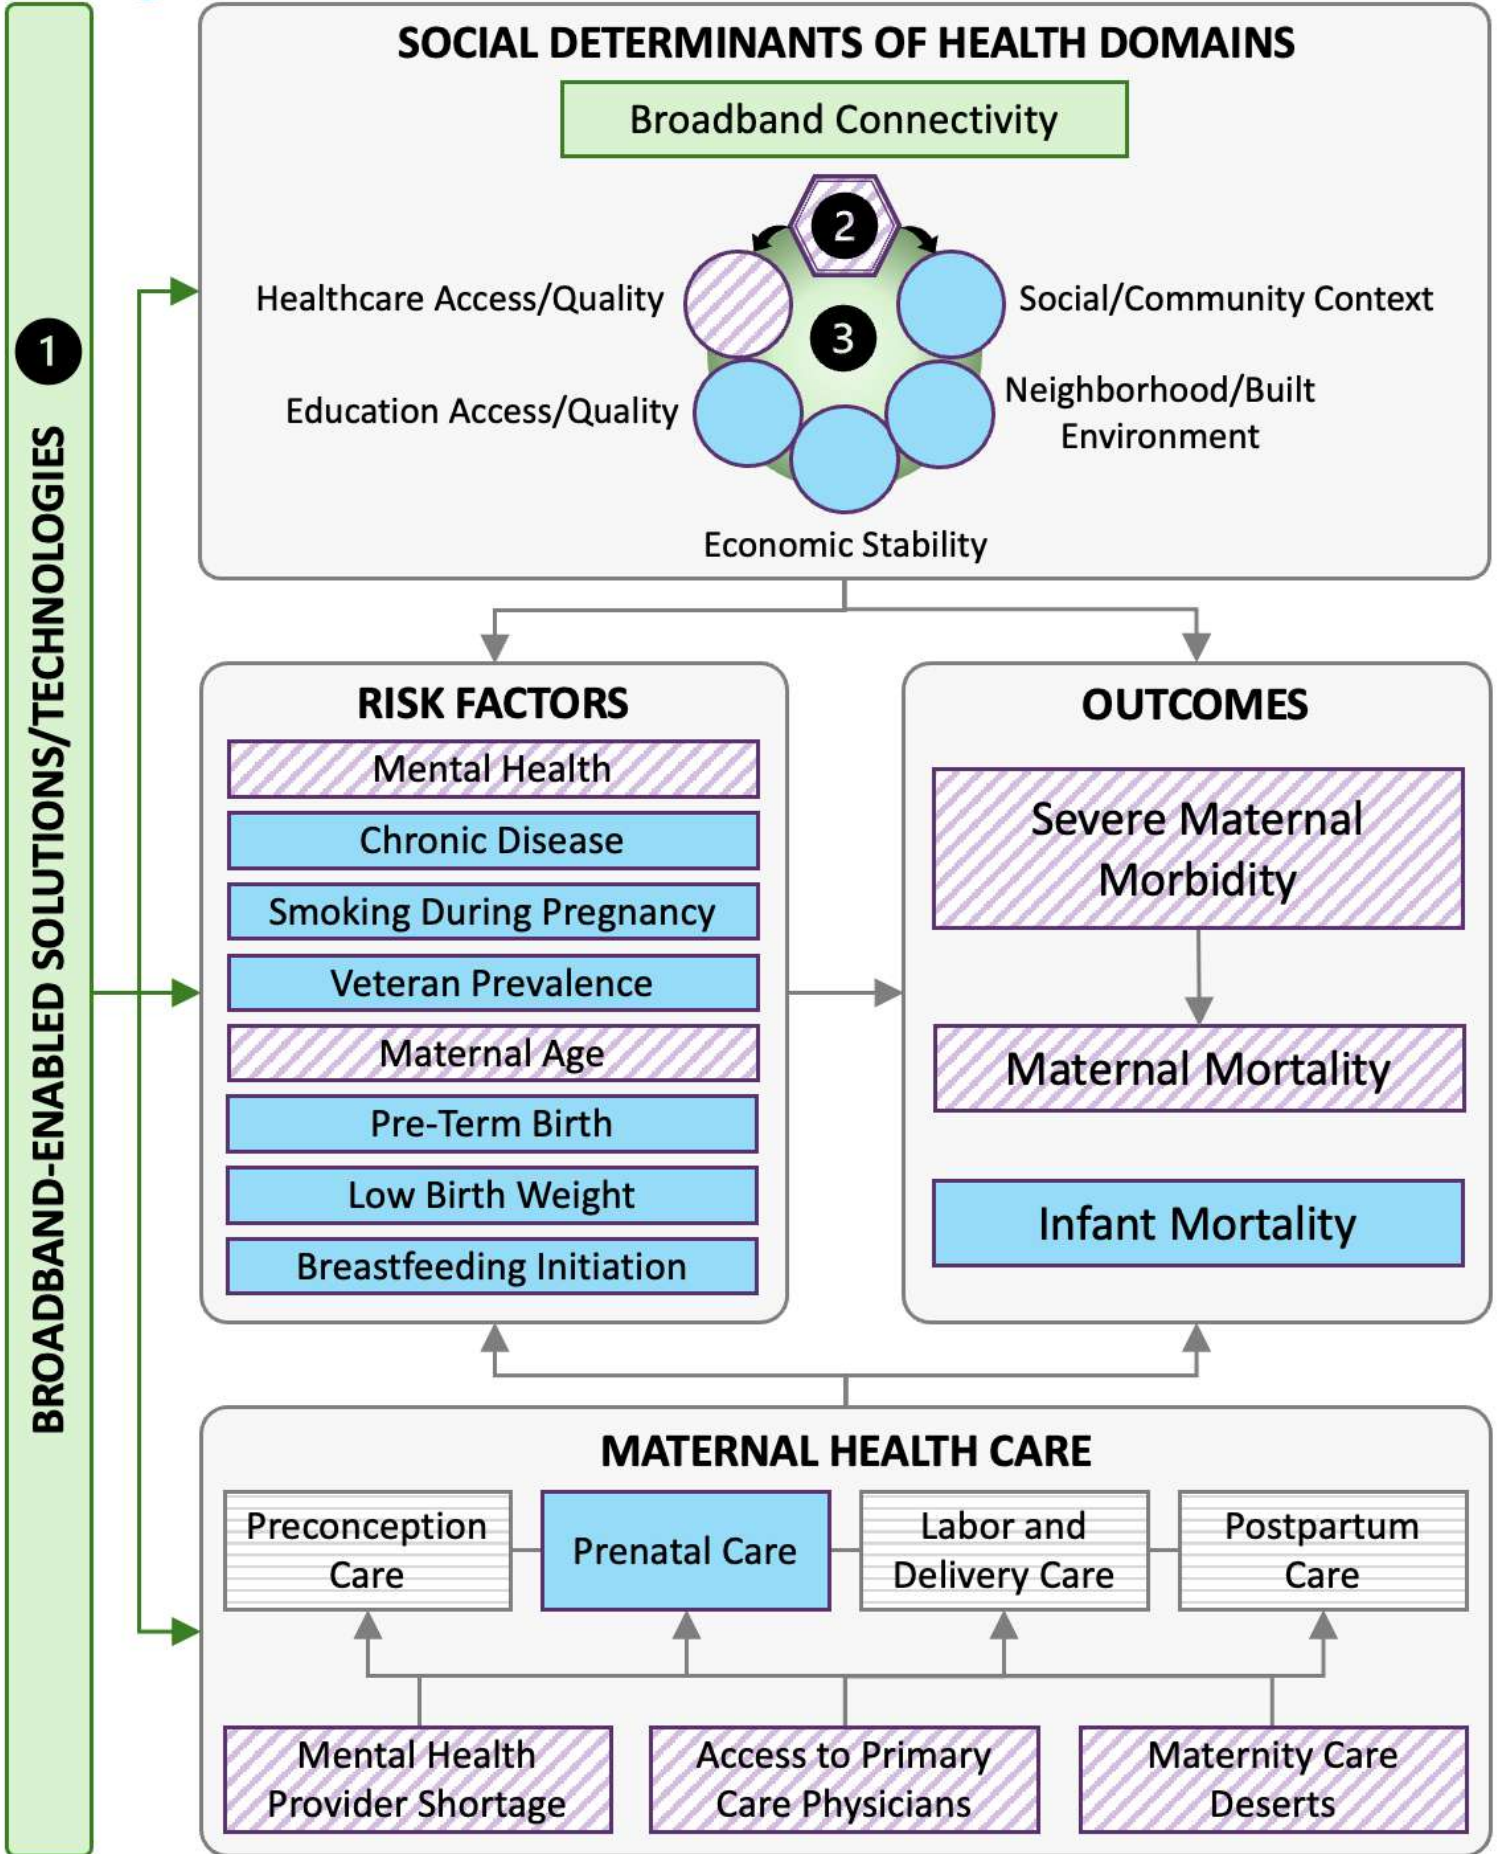 SOCIAL DETERMINANTS OF HEALTH DOMAINS
Broadband Connectivity
2
Healthcare Access/Quality
Social/Community Context
3
Education Access/Quality
Neighborhood/Built
Environment
Economic Stability
1
BROADBAND-ENABLED SOLUTIONS/TECHNOLOGIES
RISK FACTORS
Mental Health
Chronic Disease
Smoking During Pregnancy
Veteran Prevalence
Maternal Age
Pre-Term Birth
Low Birth Weight
Breastfeeding Initiation
OUTCOMES
Severe Maternal
Morbidity
Maternal Mortality
Infant Mortality
MATERNAL HEALTH CARE
Preconception
Care
Prenatal Care
Labor and
Delivery Care
Postpartum
Care
Mental Health
Provider Shortage
Access to Primary
Care Physicians
Maternity Care
Deserts